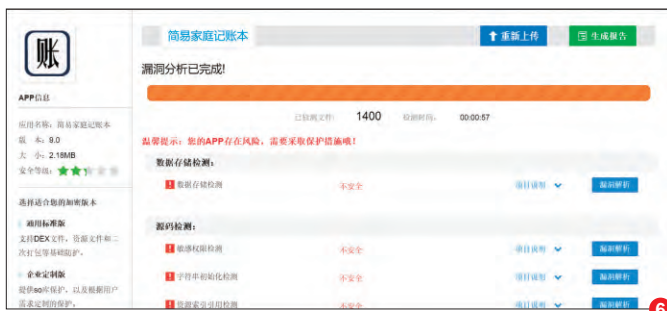 账
APP信息
应用名称:简易家庭记账本
版 本:9.0
大 小:2.18MB
安全等级:
选择适合您的加密版本
通用标准版
支持DEX文件、资源文件和二
次打包等基础防护。
企业定制版
提供so库保护,以及根据用户
需求定制的保护。
简易家庭记账本
重新上传
生成报告
漏洞分析已完成!
已检测文件: 1400 检测时间: 00:00:57
温馨提示:您的APP存在风险,需要采取保护措施哦!
数据存储检测:
数据存储检测 不安全 项目说明 漏洞解析
源码检测:
敏感权限检测 不安全 项目说明 漏洞解析
字符串初始化检测 不安全 项目说明 漏洞解析
资源索引引用检测 不安全 项目说明 漏洞解析
6